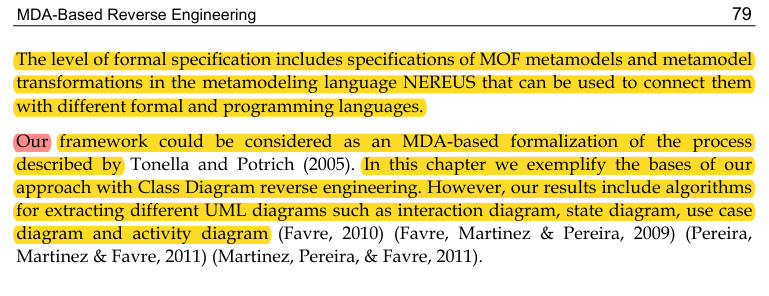 MDA-Based Reverse Engineering 79
The level of formal specification includes specifications of MOF metamodels and metamodel
transformations in the metamodeling language NEREUS that can be used to connect them
with different formal and programming languages.
Our framework could be considered as an MDA-based formalization of the process
described by Tonella and Potrich (2005). In this chapter we exemplify the bases of our
approach with Class Diagram reverse engineering. However, our results include algorithms
for extracting different UML diagrams such as interaction diagram, state diagram, use case
diagram and activity diagram (Favre, 2010) (Favre, Martinez & Pereira, 2009) (Pereira,
Martinez & Favre, 2011) (Martinez, Pereira, & Favre, 2011).